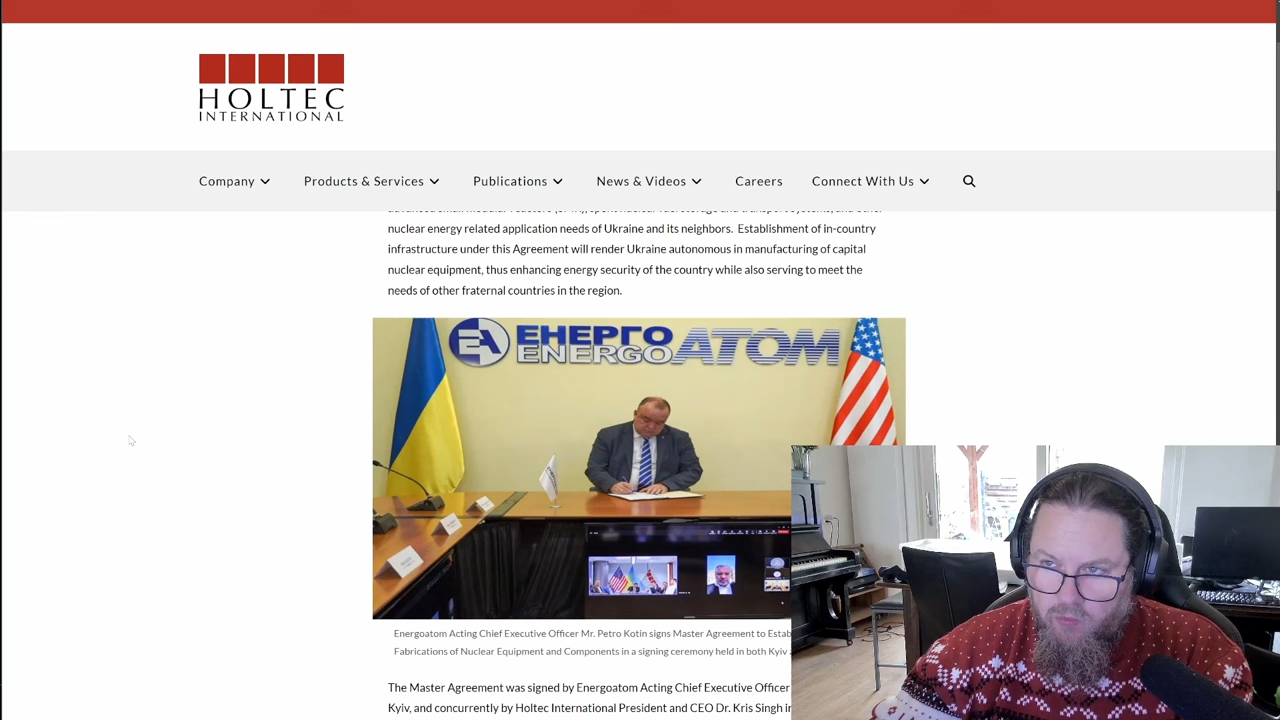 HOLTEC
INTERNATIONAL
Company
Products & Services
Publications
News & Videos
Careers
Connect With Us
nuclear energy related application needs of Ukraine and its neighbors. Establishment of in-country
infrastructure under this Agreement will render Ukraine autonomous in manufacturing of capital
nuclear equipment, thus enhancing energy security of the country while also serving to meet the
needs of other fraternal countries in the region.
ЕНЕРГО
ENERGO ATOM
Energoatom Acting Chief Executive Officer Mr. Petro Kotin signs Master Agreement to Estab
Fabrications of Nuclear Equipment and Components in a signing ceremony held in both Kyiv
The Master Agreement was signed by Energoatom Acting Chief Executive Officer
Kyiv, and concurrently by Holtec International President and CEO Dr. Kris Singh in